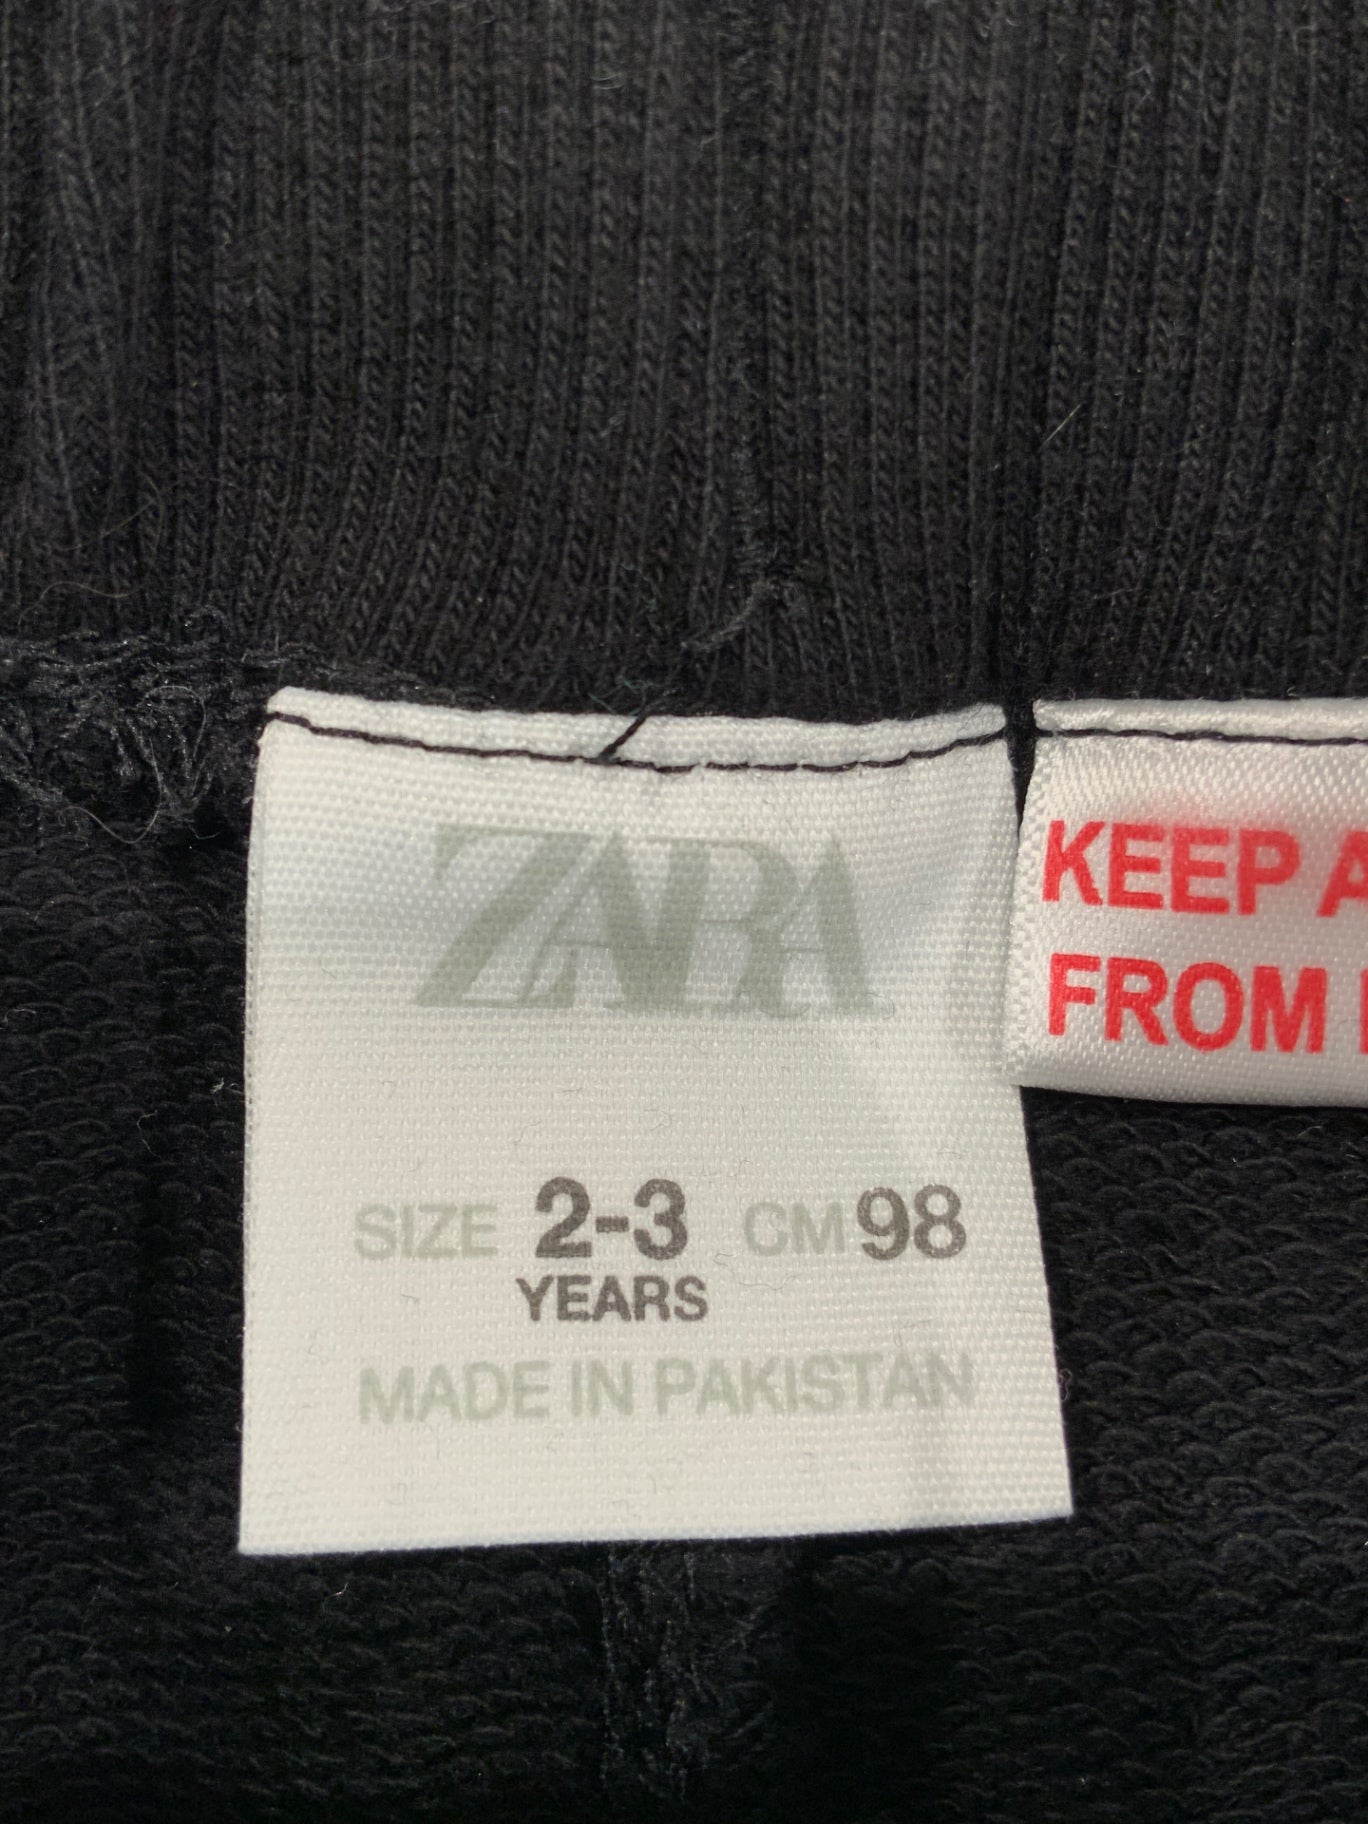 ZARA
SIZE 2-3 CM 98
YEARS
MADE IN PAKISTAN
KEEP
FROM